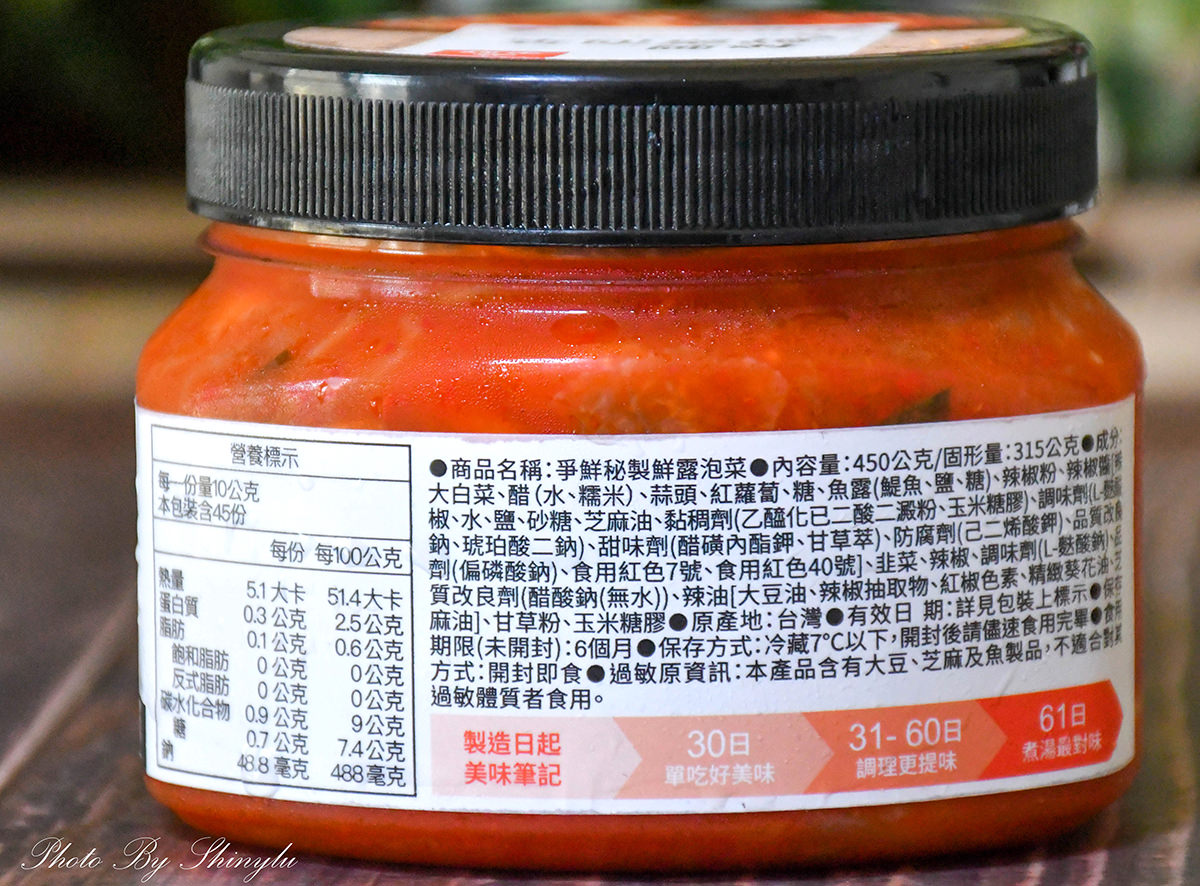 營養標示
每一份量10公克
本包裝含45份
每份 每100公克
熱量 5.1大卡 51.4大卡
蛋白質 0.3公克 2.5公克
脂肪 0.1公克 0.6公克
飽和脂肪 0公克 0公克
反式脂肪 0公克 0公克
碳水化合物 0.9公克 9公克
糖 0.7公克 7.4公克
鈉 48.8毫克 488毫克
●商品名稱:爭鮮秘製鮮露泡菜●內容量:450公克/固形量:315公克●成分:
大白菜、醋(水、糯米)、蒜頭、紅蘿蔔、糖、魚露(鯷魚、鹽、糖)、辣椒粉、辣椒醬[
椒、水、鹽、砂糖、芝麻油、黏稠劑(乙醯化已二酸二澱粉、玉米糖膠)、調味劑(L-麩酸
鈉、琥珀酸二鈉)、甜味劑(醋磺內酯鉀、甘草萃)、防腐劑(己二烯酸鉀)、品質改良
劑(偏磷酸鈉)、食用紅色7號、食用紅色40號]、韭菜、辣椒、調味劑(L-麩酸鈉)、品
質改良劑(醋酸鈉(無水))、辣油[大豆油、辣椒抽取物、紅椒色素、精緻葵花油、芝
麻油]、甘草粉、玉米糖膠●原產地:台灣●有效日 期:詳見包裝上標示●保存
期限(未開封):6個月●保存方式:冷藏7℃以下,開封後請儘速食用完畢●食用
方式:開封即食●過敏原資訊:本產品含有大豆、芝麻及魚製品,不適合對其
過敏體質者食用。
製造日起
美味筆記
30日
單吃好美味
31-60日
調理更提味
61日
煮湯最對味
Photo By Shinylu